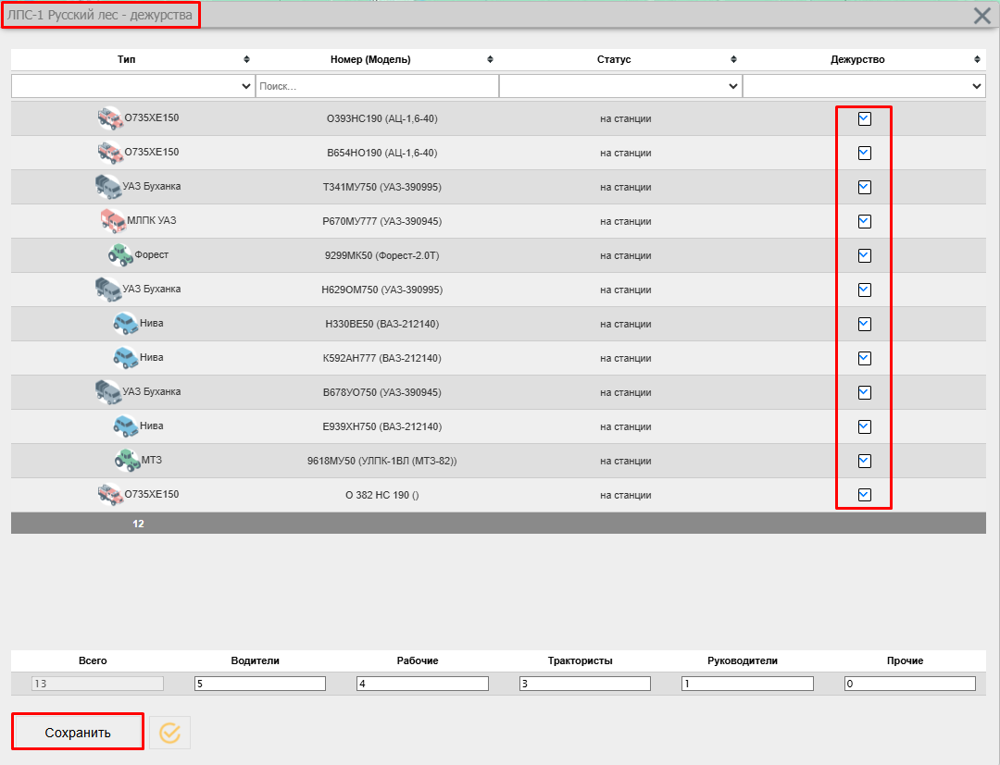 ЛПС-1 Русский лес - дежурства
Тип Номер (Модель) Статус Дежурство
Поиск...
О735ХЕ150 О393НС190 (АЦ-1,6-40) на станции
О735ХЕ150 В654НО190 (АЦ-1,6-40) на станции
УАЗ Буханка Т341МУ750 (УАЗ-390995) на станции
МЛПК УАЗ Р670МУ777 (УАЗ-390945) на станции
Форест 9299МК50 (Форест-2.0Т) на станции
УАЗ Буханка Н629ОМ750 (УАЗ-390995) на станции
Нива Н330ВЕ50 (ВАЗ-212140) на станции
Нива К592АН777 (ВАЗ-212140) на станции
УАЗ Буханка В678УО750 (УАЗ-390945) на станции
Нива Е939ХН750 (ВАЗ-212140) на станции
МТЗ 9618МУ50 (УЛПК-1ВЛ (МТЗ-82)) на станции
О735ХЕ150 О 382 НС 190 () на станции
12
Всего Водители Рабочие Трактористы Руководители Прочие
13 5 4 3 1 0
Сохранить